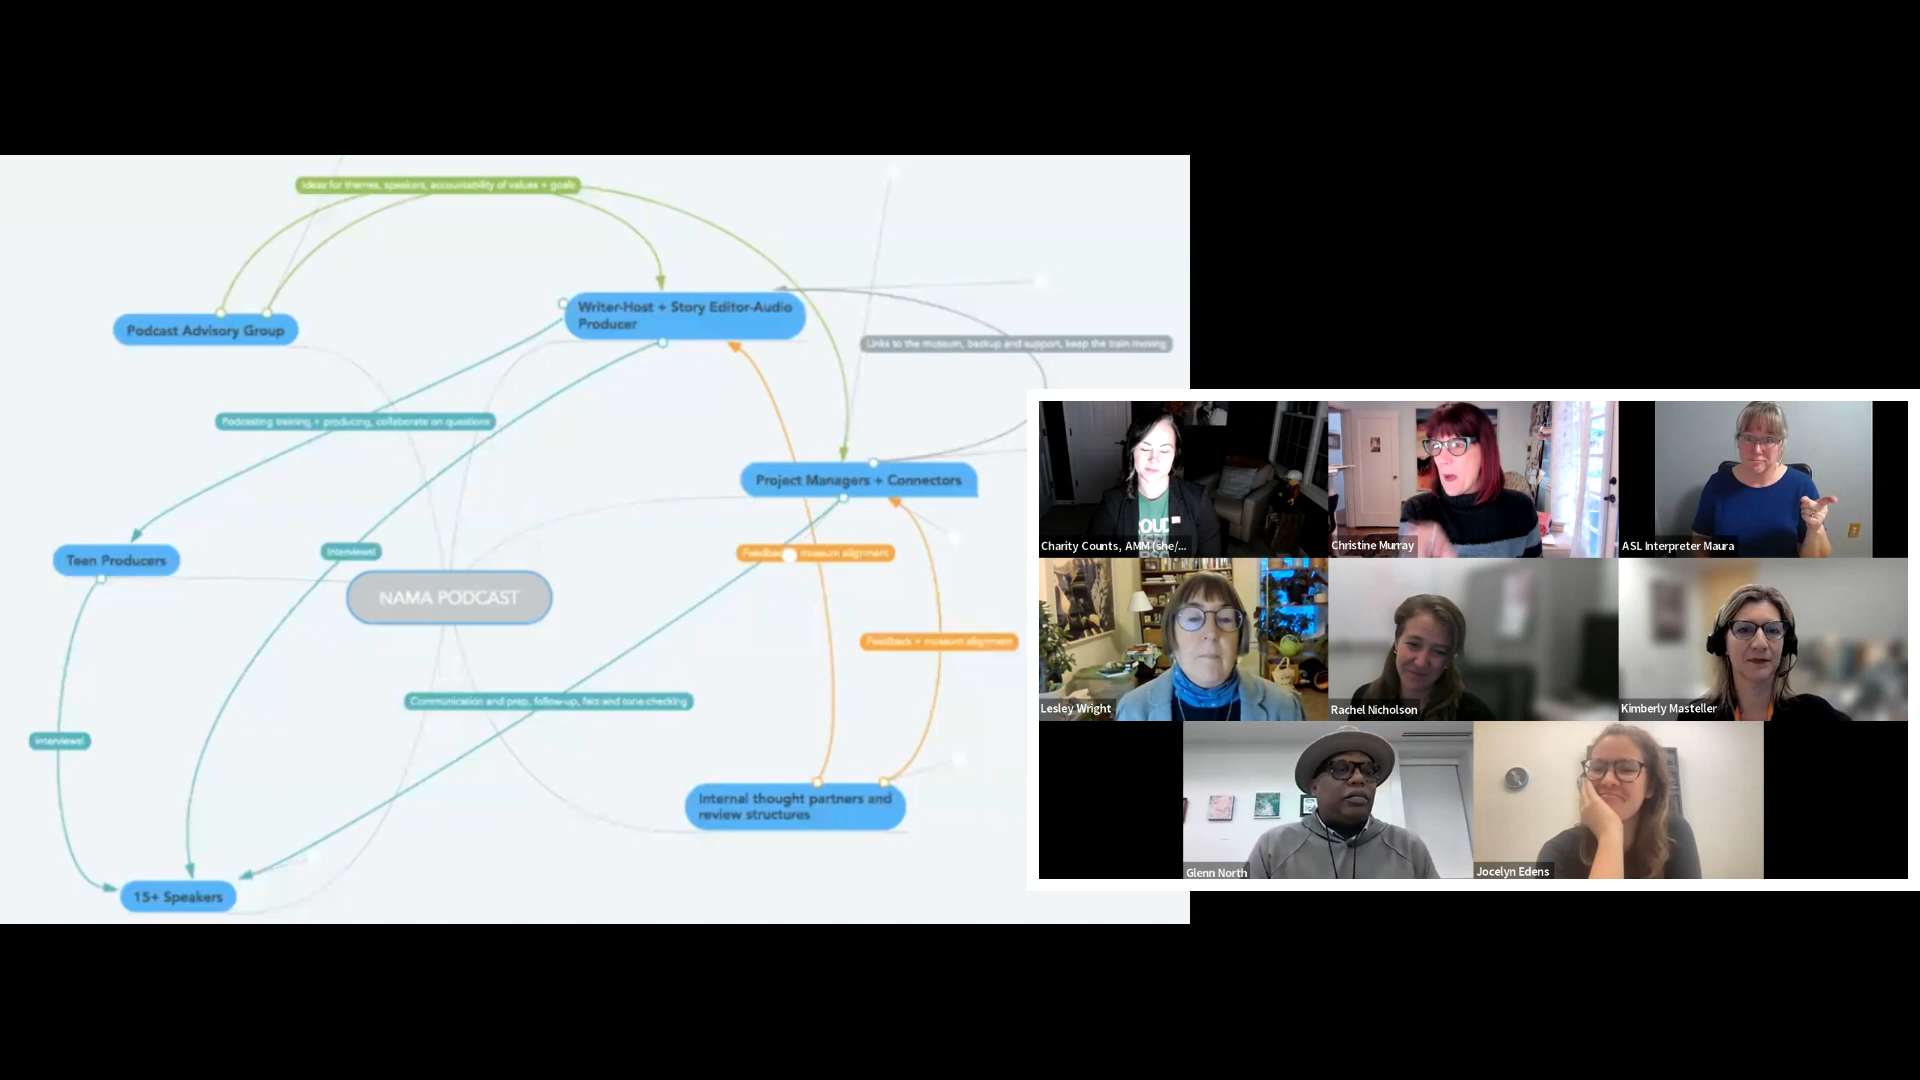 Ideas for themes, speakers, accountability of values + goals
Writer-Host + Story Editor-Audio
Producer
Podcast Advisory Group
Links to the museum, backup and support, keep the train moving
Podcasting training + producing, collaborate on questions
Project Managers + Connectors
Teen Producers
Interviews!
Feedback museum alignment
NAMA PODCAST
Feedback + museum alignment
Communication and prep, follow-up, fact and tone checking
Interviews!
Internal thought partners and
review structures
15+ Speakers
OUD
Charity Counts, AMM (she/...
Christine Murray
ASL Interpreter Maura
Lesley Wright
Rachel Nicholson
Kimberly Masteller
Glenn North
Jocelyn Edens